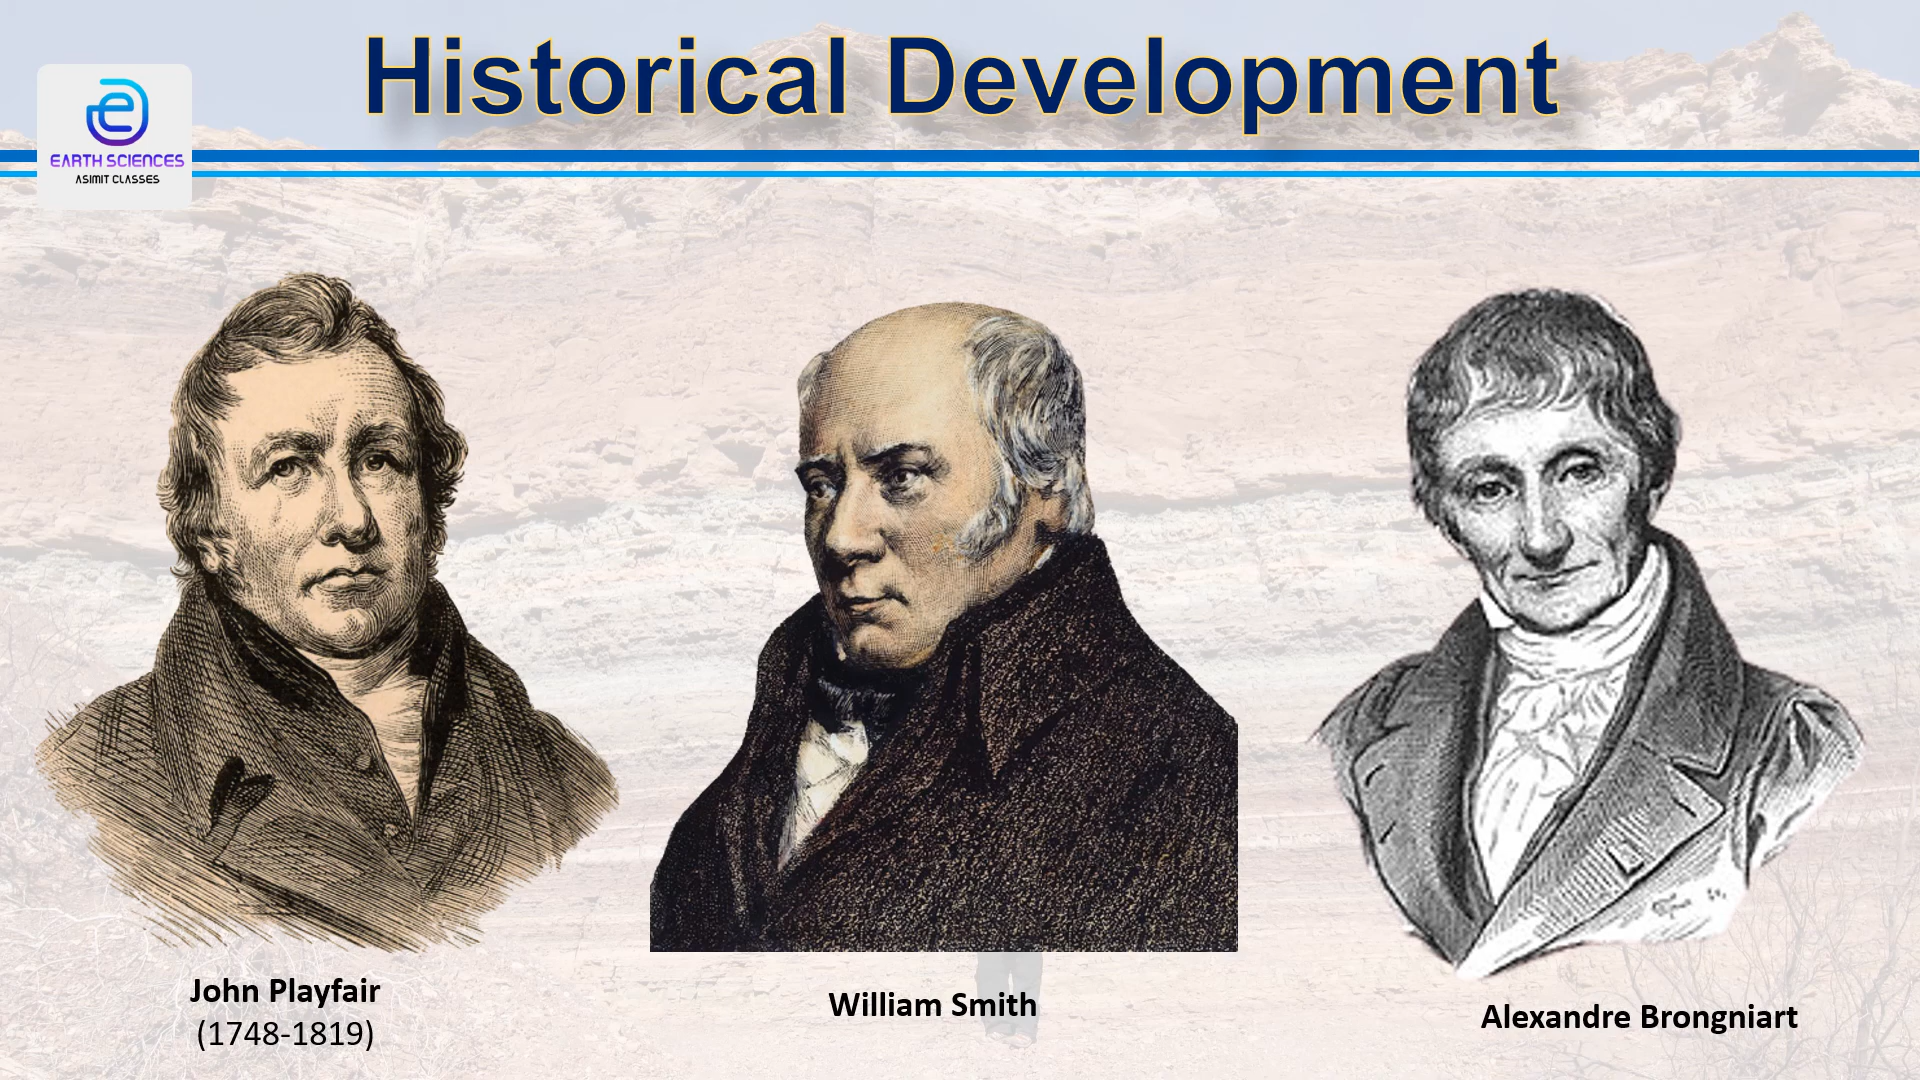 Historical Development
EARTH SCIENCES
ASIMIT CLASSES
John Playfair
(1748-1819)
William Smith
Alexandre Brongniart